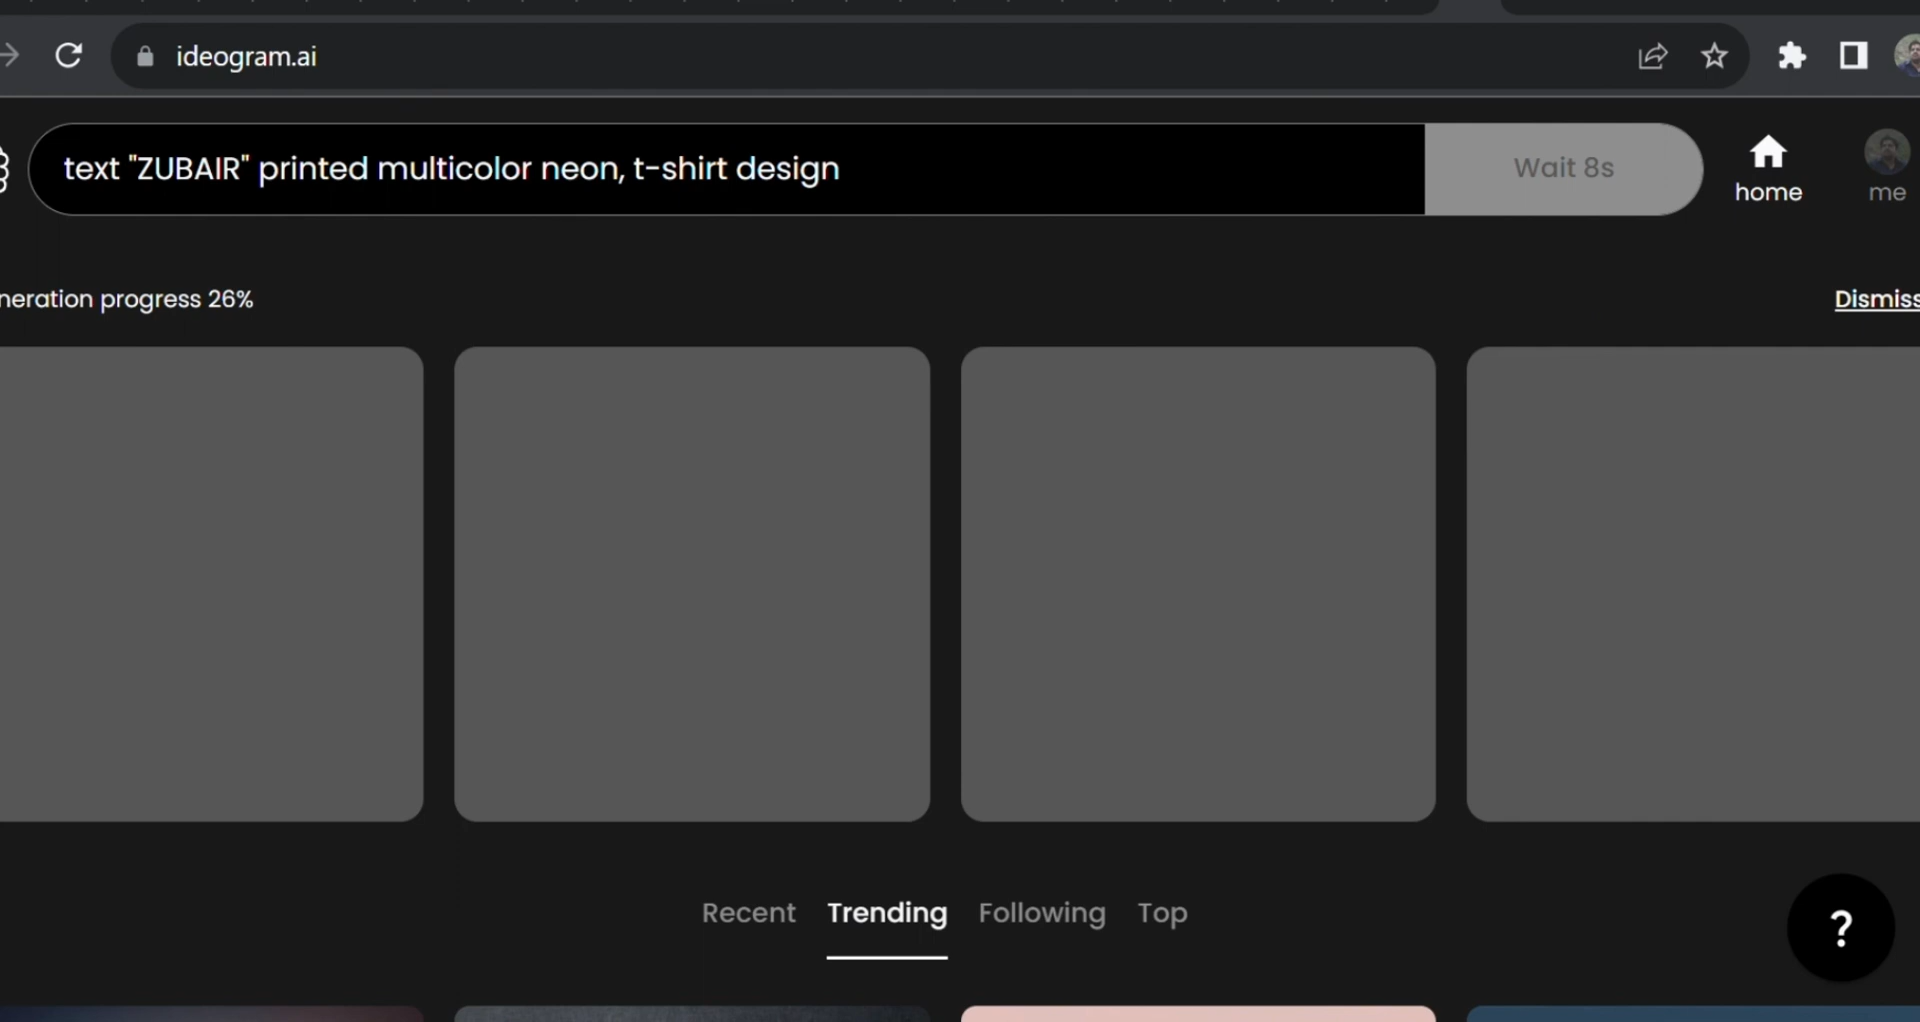 ideogram.ai
text "ZUBAIR" printed multicolor neon, t-shirt design
Wait 8s
home
me
neration progress 26%
Dismiss
Recent Trending Following Top
?